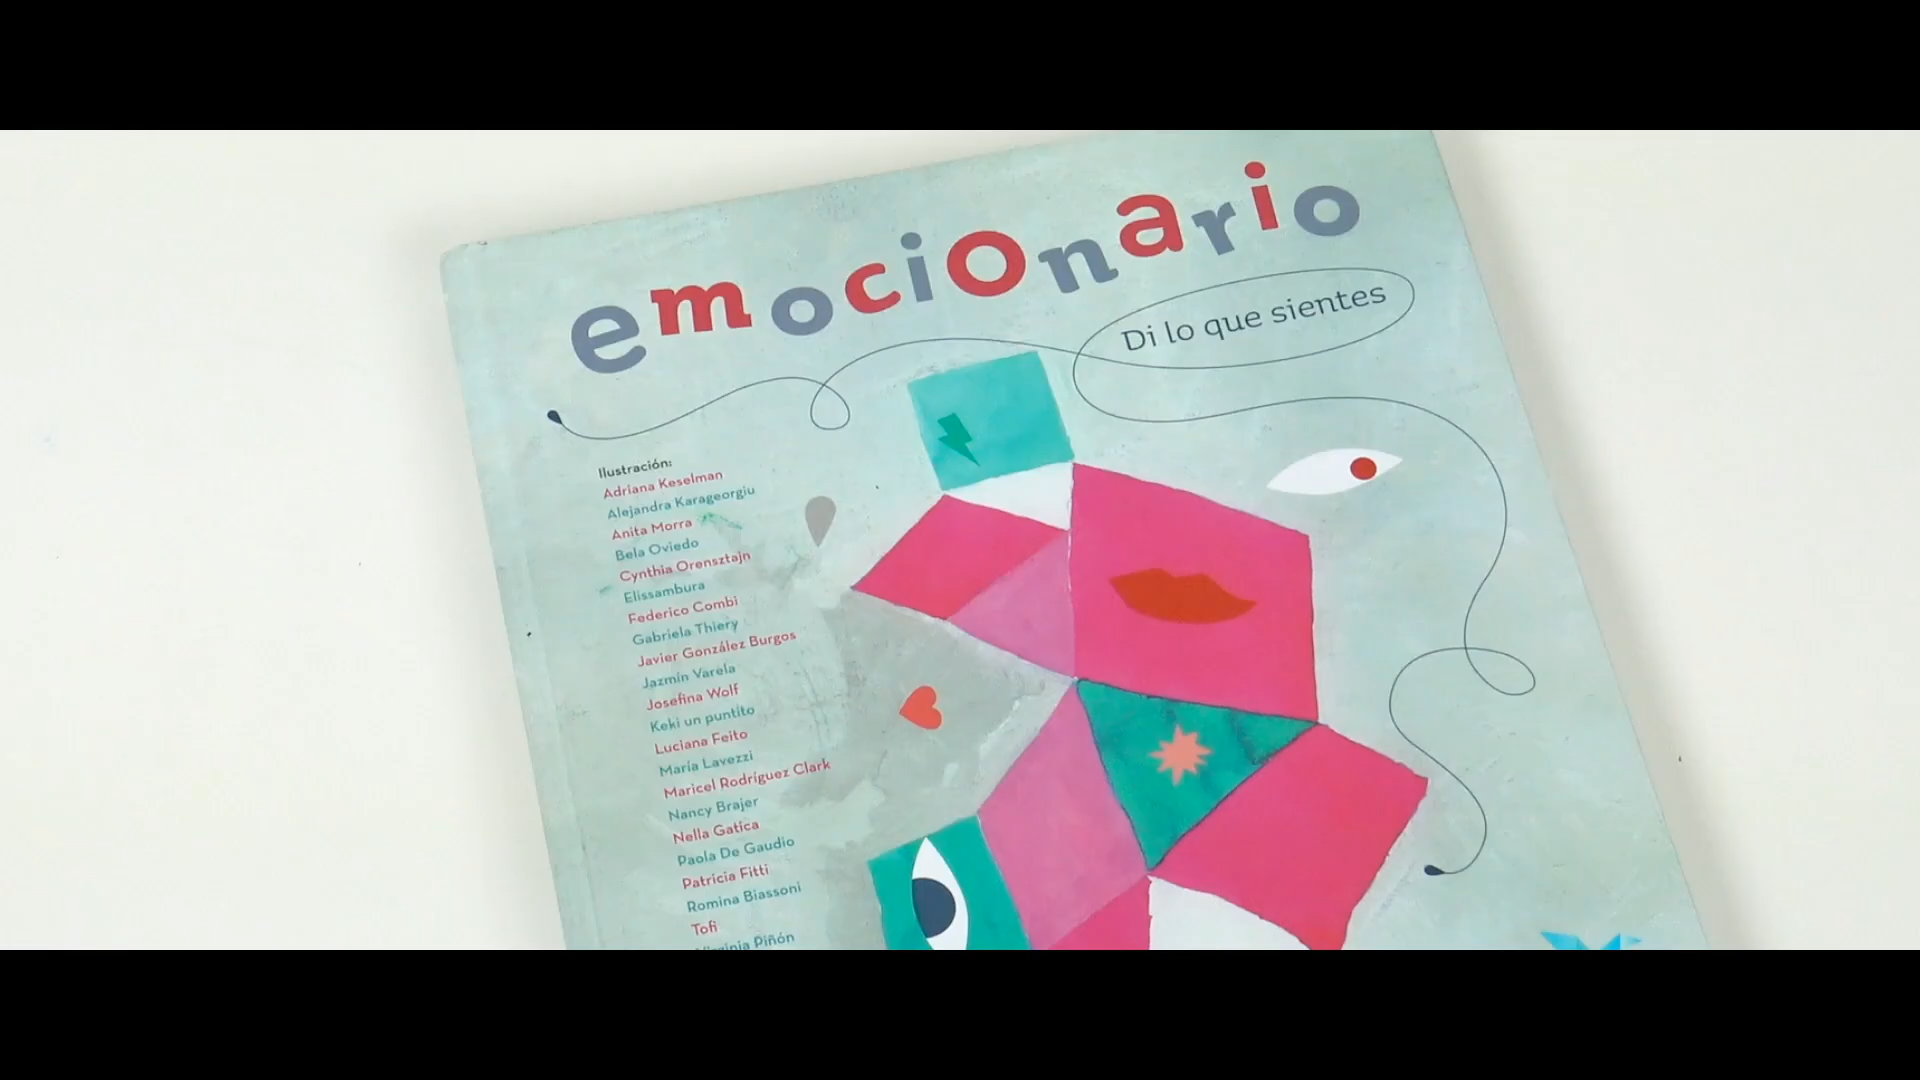 emocionario
Di lo que sientes
Ilustración:
Adriana Keselman
Alejandra Karageorgiu
Anita Morra
Bela Oviedo
Cynthia Orensztajn
Elissambura
Federico Combi
Gabriela Thiery
Javier González Burgos
Jazmín Varela
Josefina Wolf
Keki un puntito
Luciana Feito
María Lavezzi
Maricel Rodríguez Clark
Nancy Brajer
Nella Gatica
Paola De Gaudio
Patricia Fitti
Romina Biassoni
Tofi
Virginia Piñón